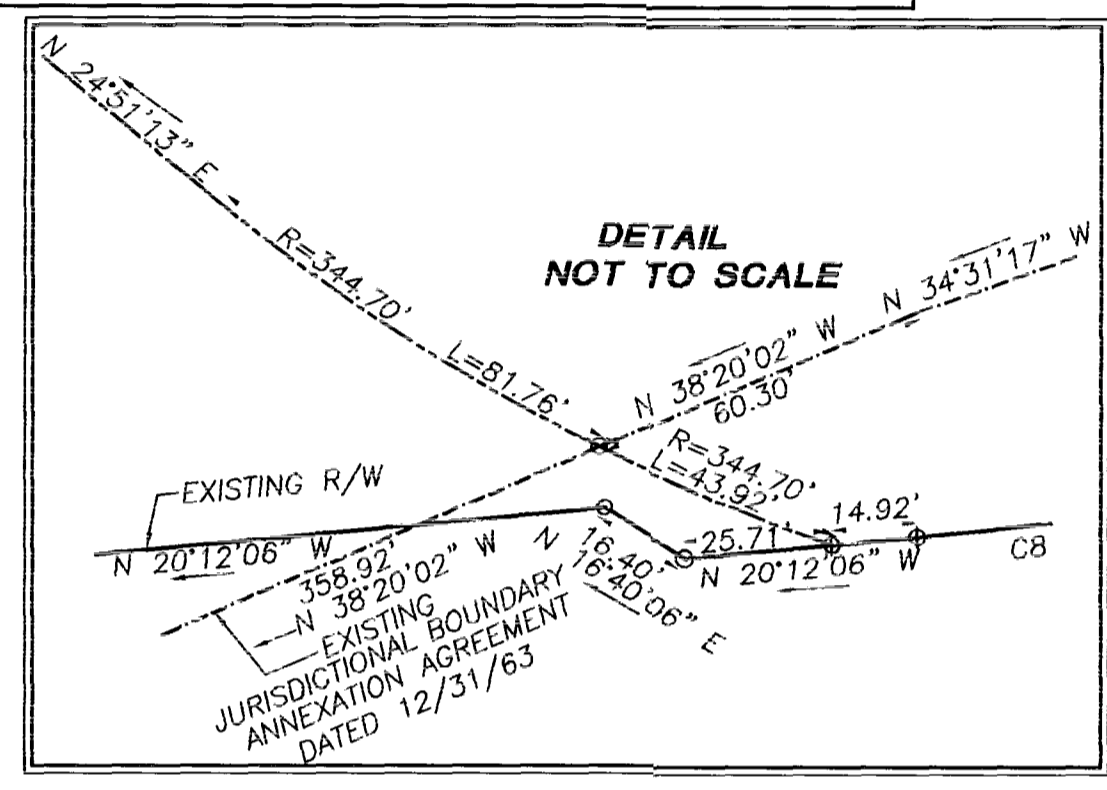 N 24°51'13" E
R=344.70'
L=81.76'
DETAIL
NOT TO SCALE
N 34°31'17" W
N 38°20'02" W
60.30'
R=344.70'
L=43.92'
14.92'
25.71'
EXISTING R/W
N 20°12'06" W
16.40'
N 16°40'06" E
N 20°12'06" W
C8
358.92'
N 38°20'02" W
EXISTING
JURISDICTIONAL BOUNDARY
ANNEXATION AGREEMENT
DATED 12/31/63